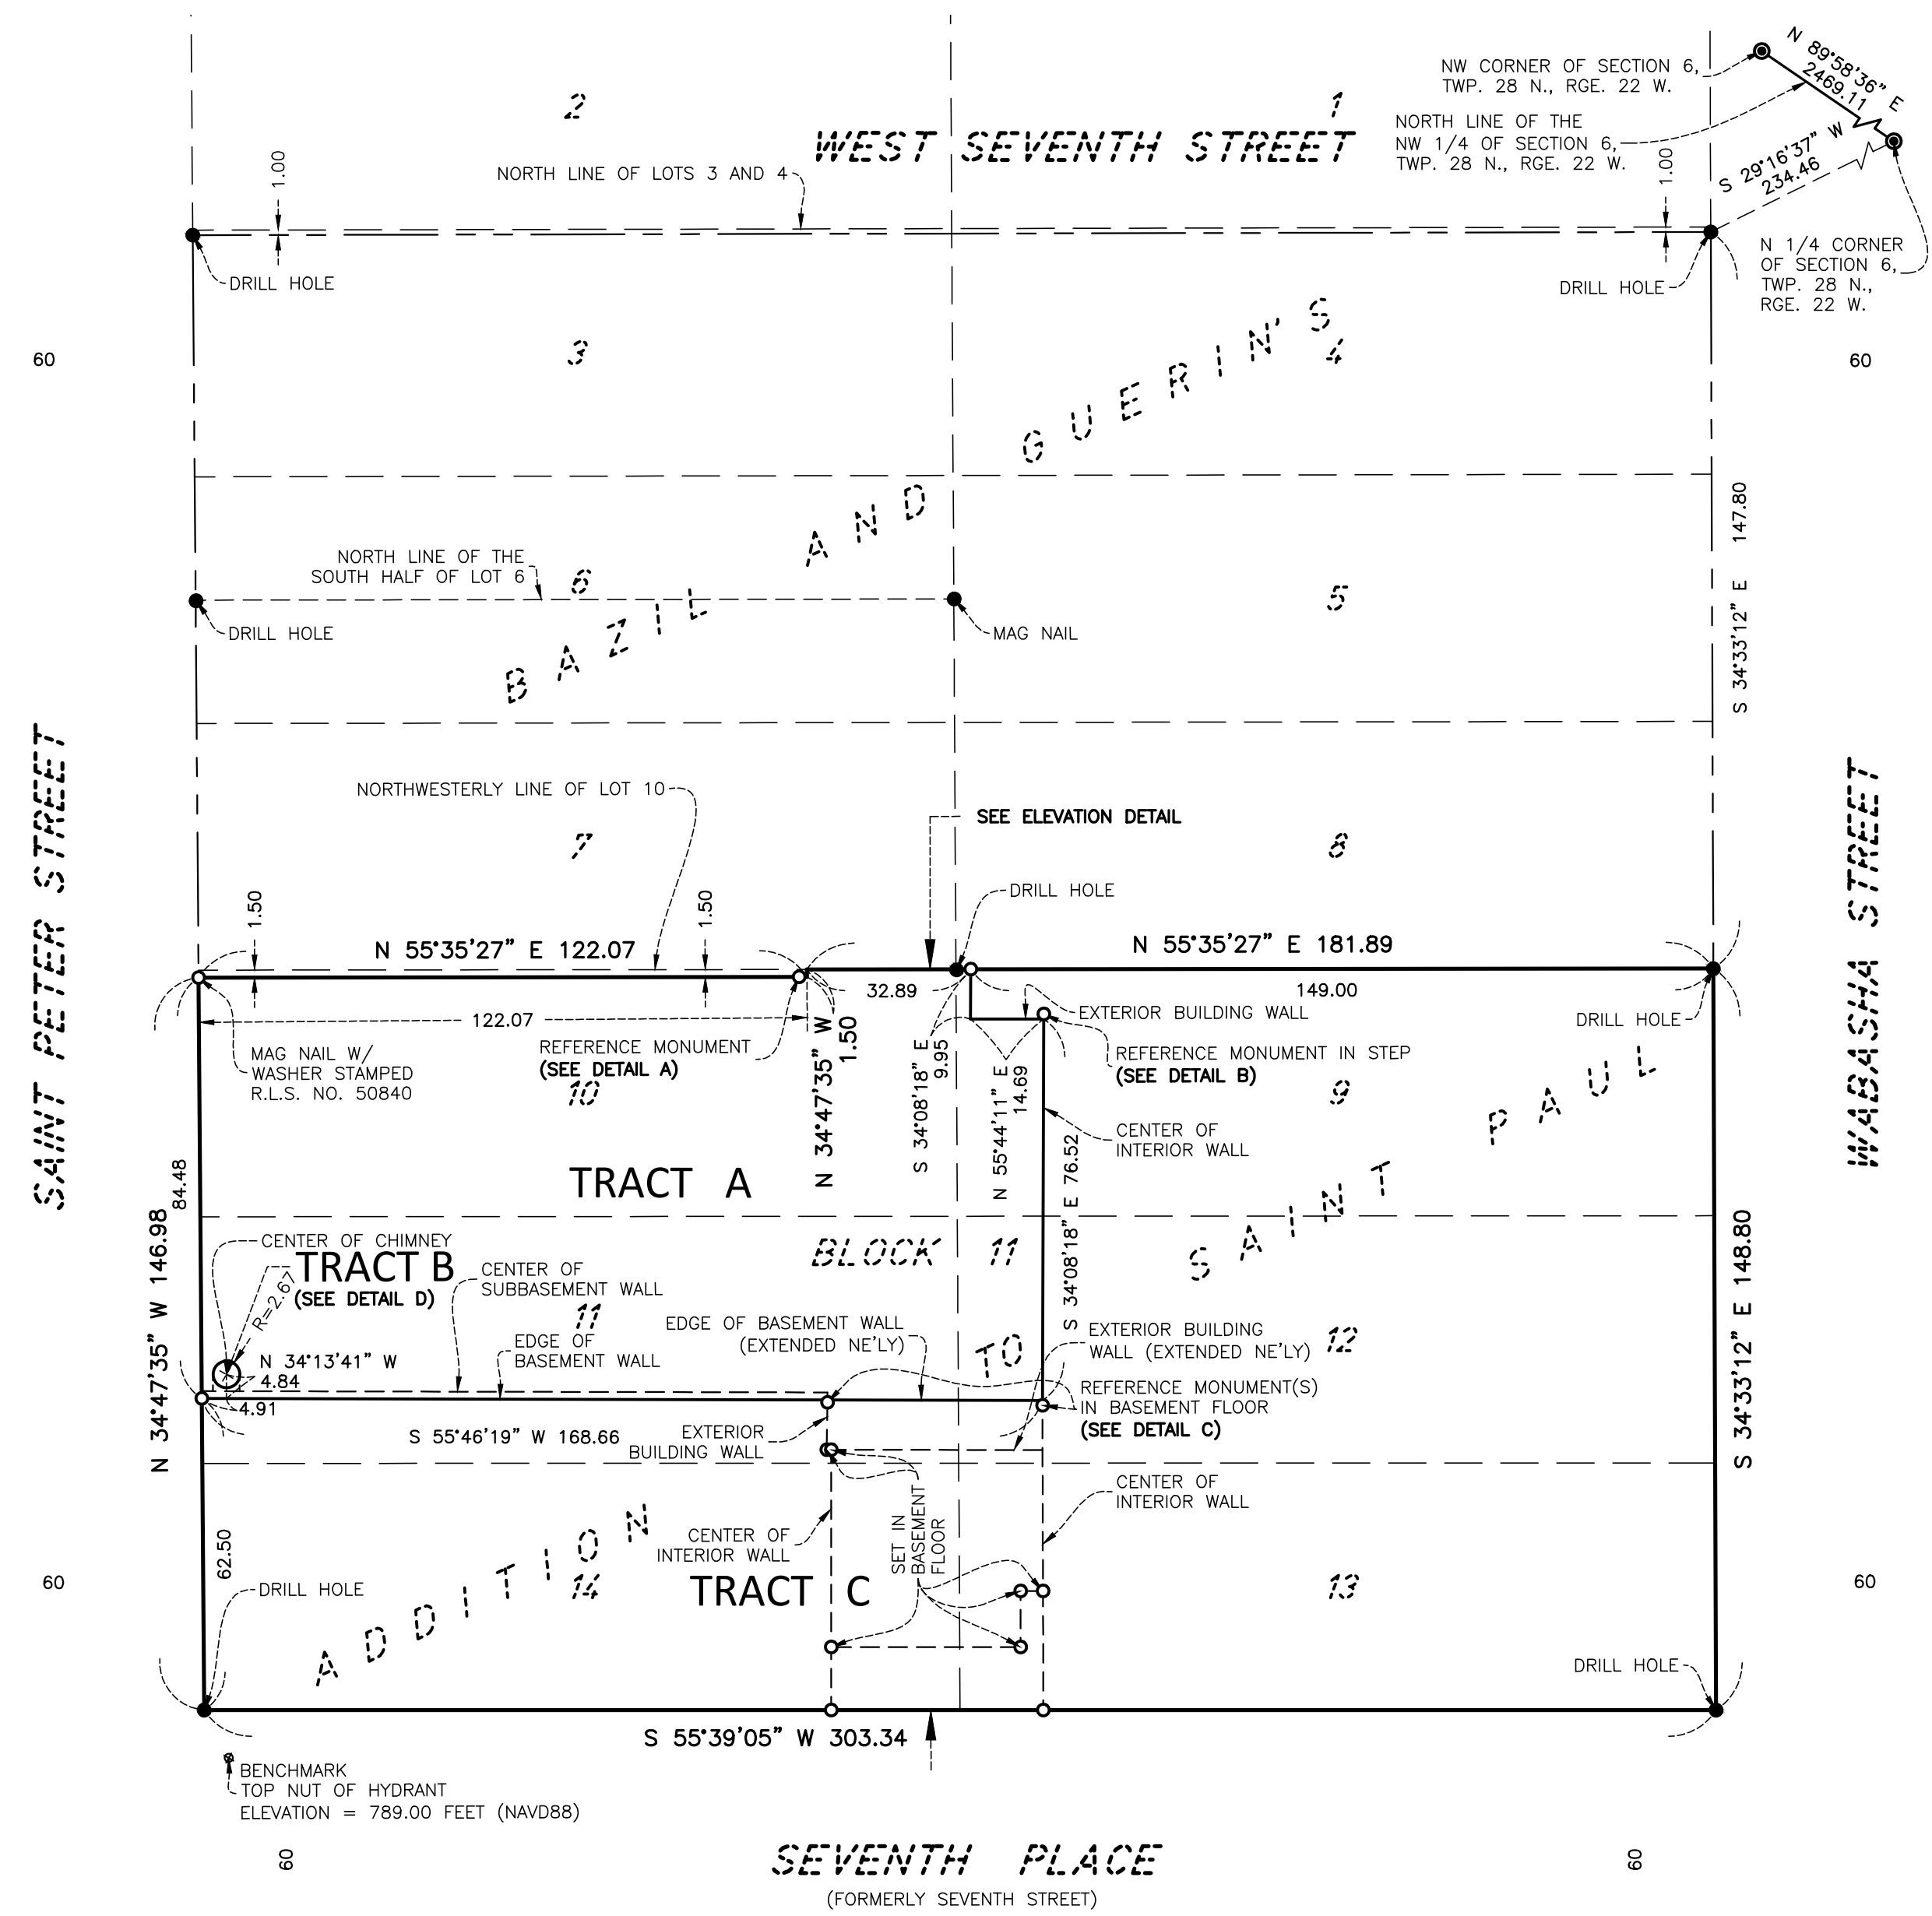 2
1
WEST SEVENTH STREET
NW CORNER OF SECTION 6,
TWP. 28 N., RGE. 22 W.
N 89°58'36" E
2469.11
NORTH LINE OF THE
NW 1/4 OF SECTION 6,
TWP. 28 N., RGE. 22 W.
S 29°16'37" W
234.46
NORTH LINE OF LOTS 3 AND 4
1.00
1.00
N 1/4 CORNER
OF SECTION 6,
TWP. 28 N.,
RGE. 22 W.
DRILL HOLE
DRILL HOLE
60
60
3
4
BAZIL AND GUERIN'S
NORTH LINE OF THE
SOUTH HALF OF LOT 6
6
5
DRILL HOLE
MAG NAIL
S 34°33'12" E 147.80
SAINT PETER STREET
WABASHA STREET
NORTHWESTERLY LINE OF LOT 10
SEE ELEVATION DETAIL
7
8
DRILL HOLE
1.50
1.50
N 55°35'27" E 122.07
N 55°35'27" E 181.89
32.89
149.00
122.07
EXTERIOR BUILDING WALL
DRILL HOLE
MAG NAIL W/
WASHER STAMPED
R.L.S. NO. 50840
REFERENCE MONUMENT
(SEE DETAIL A)
N 34°47'35" W
1.50
S 34°08'18" E
9.95
N 55°44'11" E
14.69
REFERENCE MONUMENT IN STEP
(SEE DETAIL B)
10
9
CENTER OF
INTERIOR WALL
SAINT PAUL
TRACT A
84.48
S 34°08'18" E 76.52
N 34°47'35" W 146.98
S 34°33'12" E 148.80
CENTER OF CHIMNEY
TRACT B
(SEE DETAIL D)
R=2.67
BLOCK 11
CENTER OF
SUBBASEMENT WALL
11
EDGE OF
BASEMENT WALL
EDGE OF BASEMENT WALL
(EXTENDED NE'LY)
TO
EXTERIOR BUILDING
WALL (EXTENDED NE'LY)
12
N 34°13'41" W
4.84
4.91
REFERENCE MONUMENT(S)
IN BASEMENT FLOOR
(SEE DETAIL C)
S 55°46'19" W 168.66
EXTERIOR
BUILDING WALL
CENTER OF
INTERIOR WALL
CENTER OF
INTERIOR WALL
SET IN
BASEMENT
FLOOR
62.50
60
60
DRILL HOLE
ADDITION
14
TRACT C
13
DRILL HOLE
S 55°39'05" W 303.34
BENCHMARK
TOP NUT OF HYDRANT
ELEVATION = 789.00 FEET (NAVD88)
60
60
SEVENTH PLACE
(FORMERLY SEVENTH STREET)